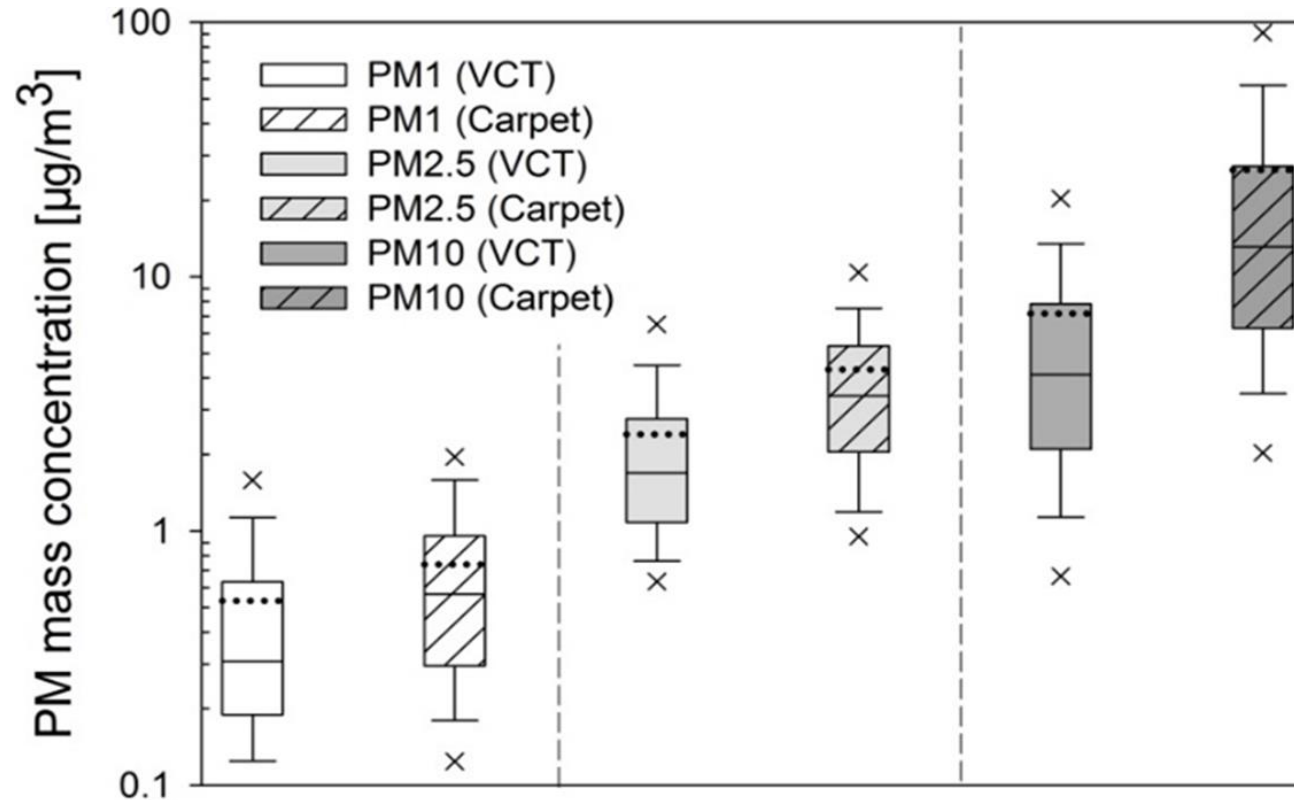 PM mass concentration [µg/m³]
100
10
1
0.1
PM1 (VCT)
PM1 (Carpet)
PM2.5 (VCT)
PM2.5 (Carpet)
PM10 (VCT)
PM10 (Carpet)